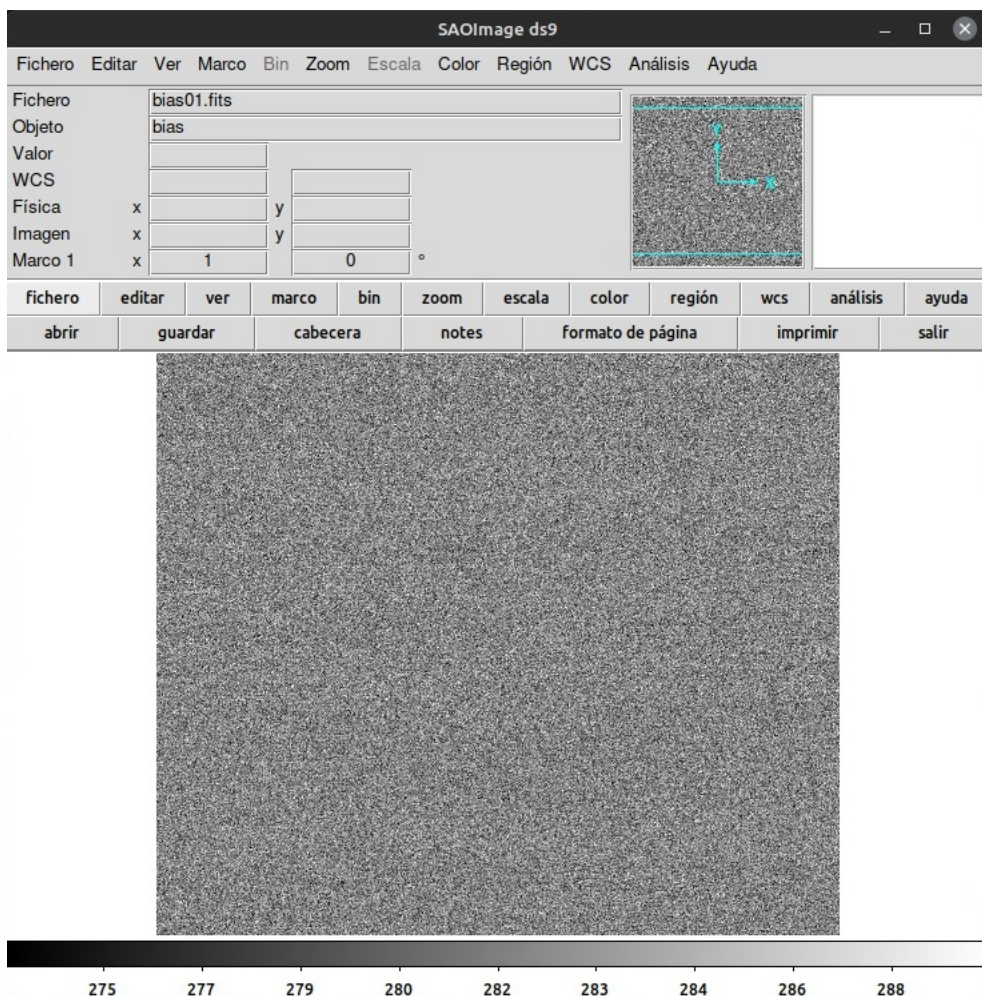 SAOImage ds9
Fichero Editar Ver Marco Bin Zoom Escala Color Región WCS Análisis Ayuda
Fichero bias01.fits
Objeto bias
Valor
WCS
Física x y
Imagen x y
Marco 1 x 1 0 °
Y
X
fichero editar ver marco bin zoom escala color región wcs análisis ayuda
abrir guardar cabecera notes formato de página imprimir salir
275 277 279 280 282 283 284 286 288